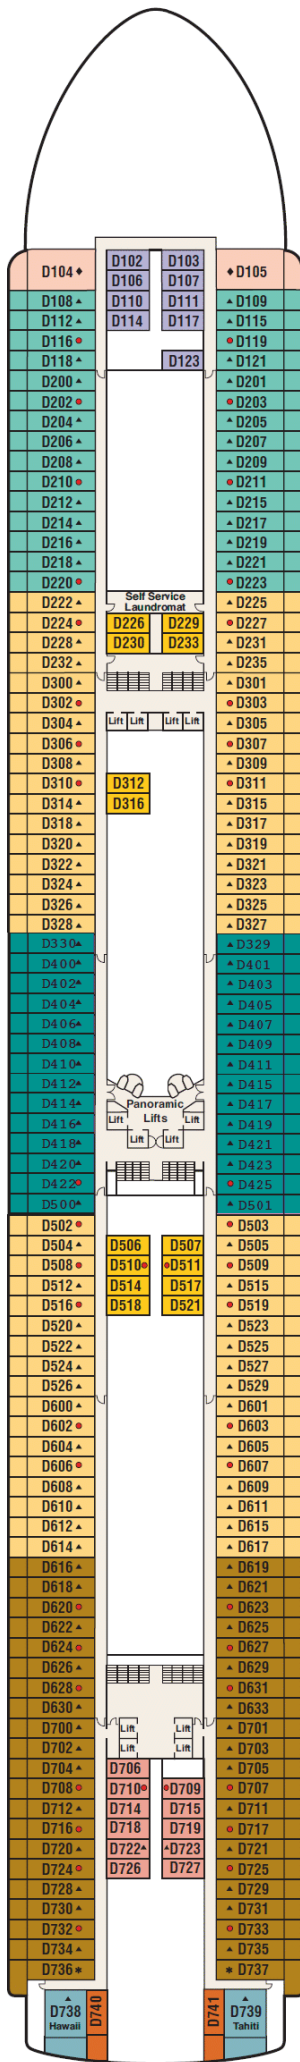 D104 D102 D103 D105
D106 D107
D108 D110 D111 D109
D112 D114 D117 D115
D116 D119
D118 D123 D121
D200 D201
D202 D203
D204 D205
D206 D207
D208 D209
D210 D211
D212 D215
D214 D217
D216 D219
D218 D221
D220 D223
Self Service
Laundromat
D222 D225
D224 D226 D229 D227
D228 D230 D233 D231
D232 D235
D300 D301
D302 D303
D304 Lift Lift Lift Lift D305
D306 D307
D308 D309
D310 D312 D311
D314 D316 D315
D318 D317
D320 D319
D322 D321
D324 D323
D326 D325
D328 D327
D330 D329
D400 D401
D402 D403
D404 D405
D406 D407
D408 D409
D410 D411
D412 D415
D414 Panoramic D417
D416 Lift Lifts Lift D419
D418 Lift Lift D421
D420 D423
D422 D425
D500 D501
D502 D503
D504 D506 D507 D505
D508 D510 D511 D509
D512 D514 D517 D515
D516 D518 D521 D519
D520 D523
D522 D525
D524 D527
D526 D529
D600 D601
D602 D603
D604 D605
D606 D607
D608 D609
D610 D611
D612 D615
D614 D617
D616 D619
D618 D621
D620 D623
D622 D625
D624 D627
D626 D629
D628 D631
D630 D633
D700 Lift Lift D701
D702 Lift Lift D703
D704 D706 D705
D708 D710 D709 D707
D712 D714 D715 D711
D716 D718 D719 D717
D720 D722 D723 D721
D724 D726 D727 D725
D728 D729
D730 D731
D732 D733
D734 D735
D736* *D737
D738 D740 D741 D739
Hawaii Tahiti